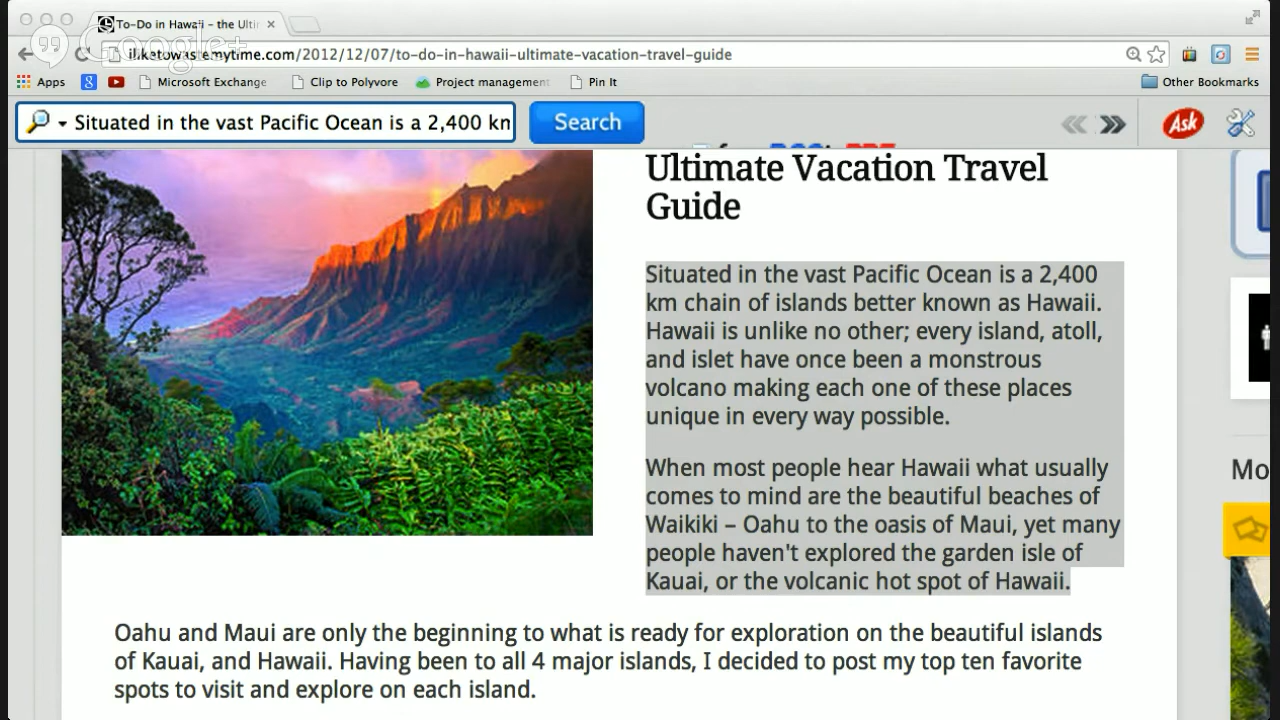 To-Do in Hawaii – the Ulti
Google+
iliketowastemytime.com/2012/12/07/to-do-in-hawaii-ultimate-vacation-travel-guide
Apps
8
Microsoft Exchange
Clip to Polyvore
Project management
Pin It
Other Bookmarks
Situated in the vast Pacific Ocean is a 2,400 km
Search
Ask
Ultimate Vacation Travel
Guide
Situated in the vast Pacific Ocean is a 2,400
km chain of islands better known as Hawaii.
Hawaii is unlike no other; every island, atoll,
and islet have once been a monstrous
volcano making each one of these places
unique in every way possible.
When most people hear Hawaii what usually
comes to mind are the beautiful beaches of
Waikiki – Oahu to the oasis of Maui, yet many
people haven't explored the garden isle of
Kauai, or the volcanic hot spot of Hawaii.
Mo
Oahu and Maui are only the beginning to what is ready for exploration on the beautiful islands
of Kauai, and Hawaii. Having been to all 4 major islands, I decided to post my top ten favorite
spots to visit and explore on each island.